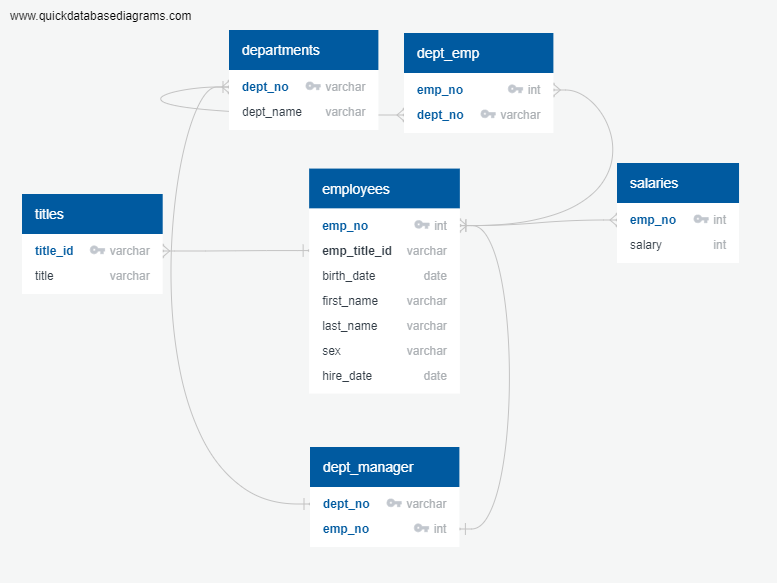 www.quickdatabasediagrams.com
departments
dept_no varchar
dept_name varchar
dept_emp
emp_no int
dept_no varchar
employees
emp_no int
emp_title_id varchar
birth_date date
first_name varchar
last_name varchar
sex varchar
hire_date date
salaries
emp_no int
salary int
titles
title_id varchar
title varchar
dept_manager
dept_no varchar
emp_no int